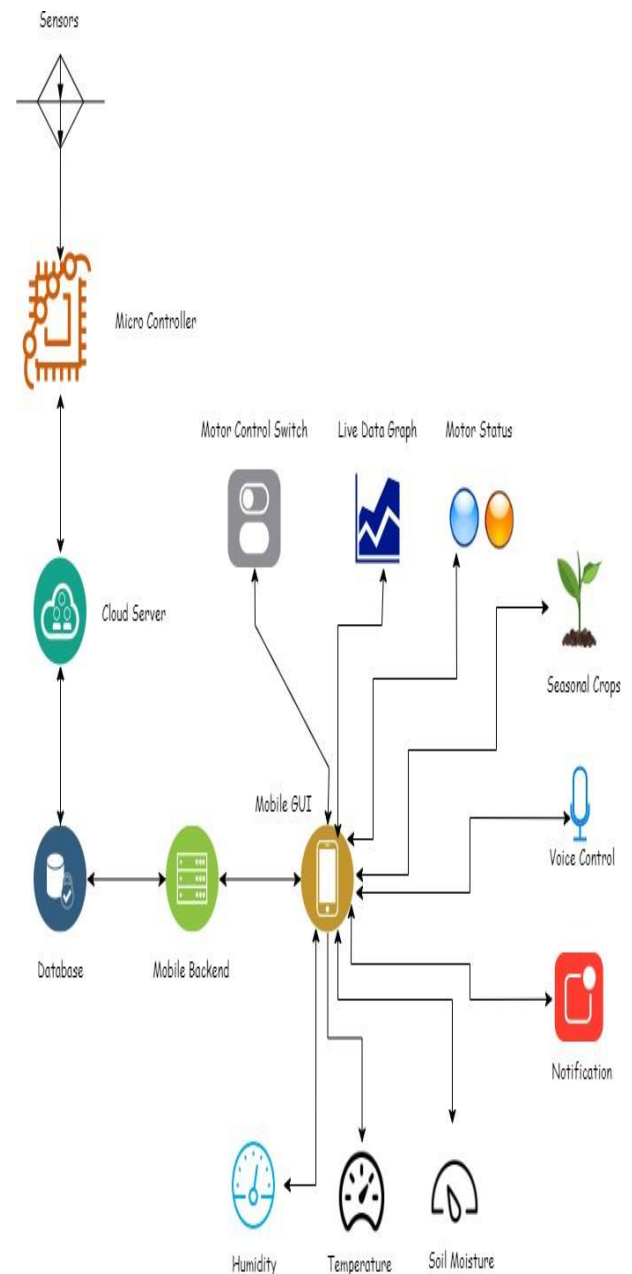 Sensors
Micro Controller
Motor Control Switch
Live Data Graph
Motor Status
Cloud Server
Seasonal Crops
Mobile GUI
Voice Control
Database
Mobile Backend
Notification
Humidity
Temperature
Soil Moisture